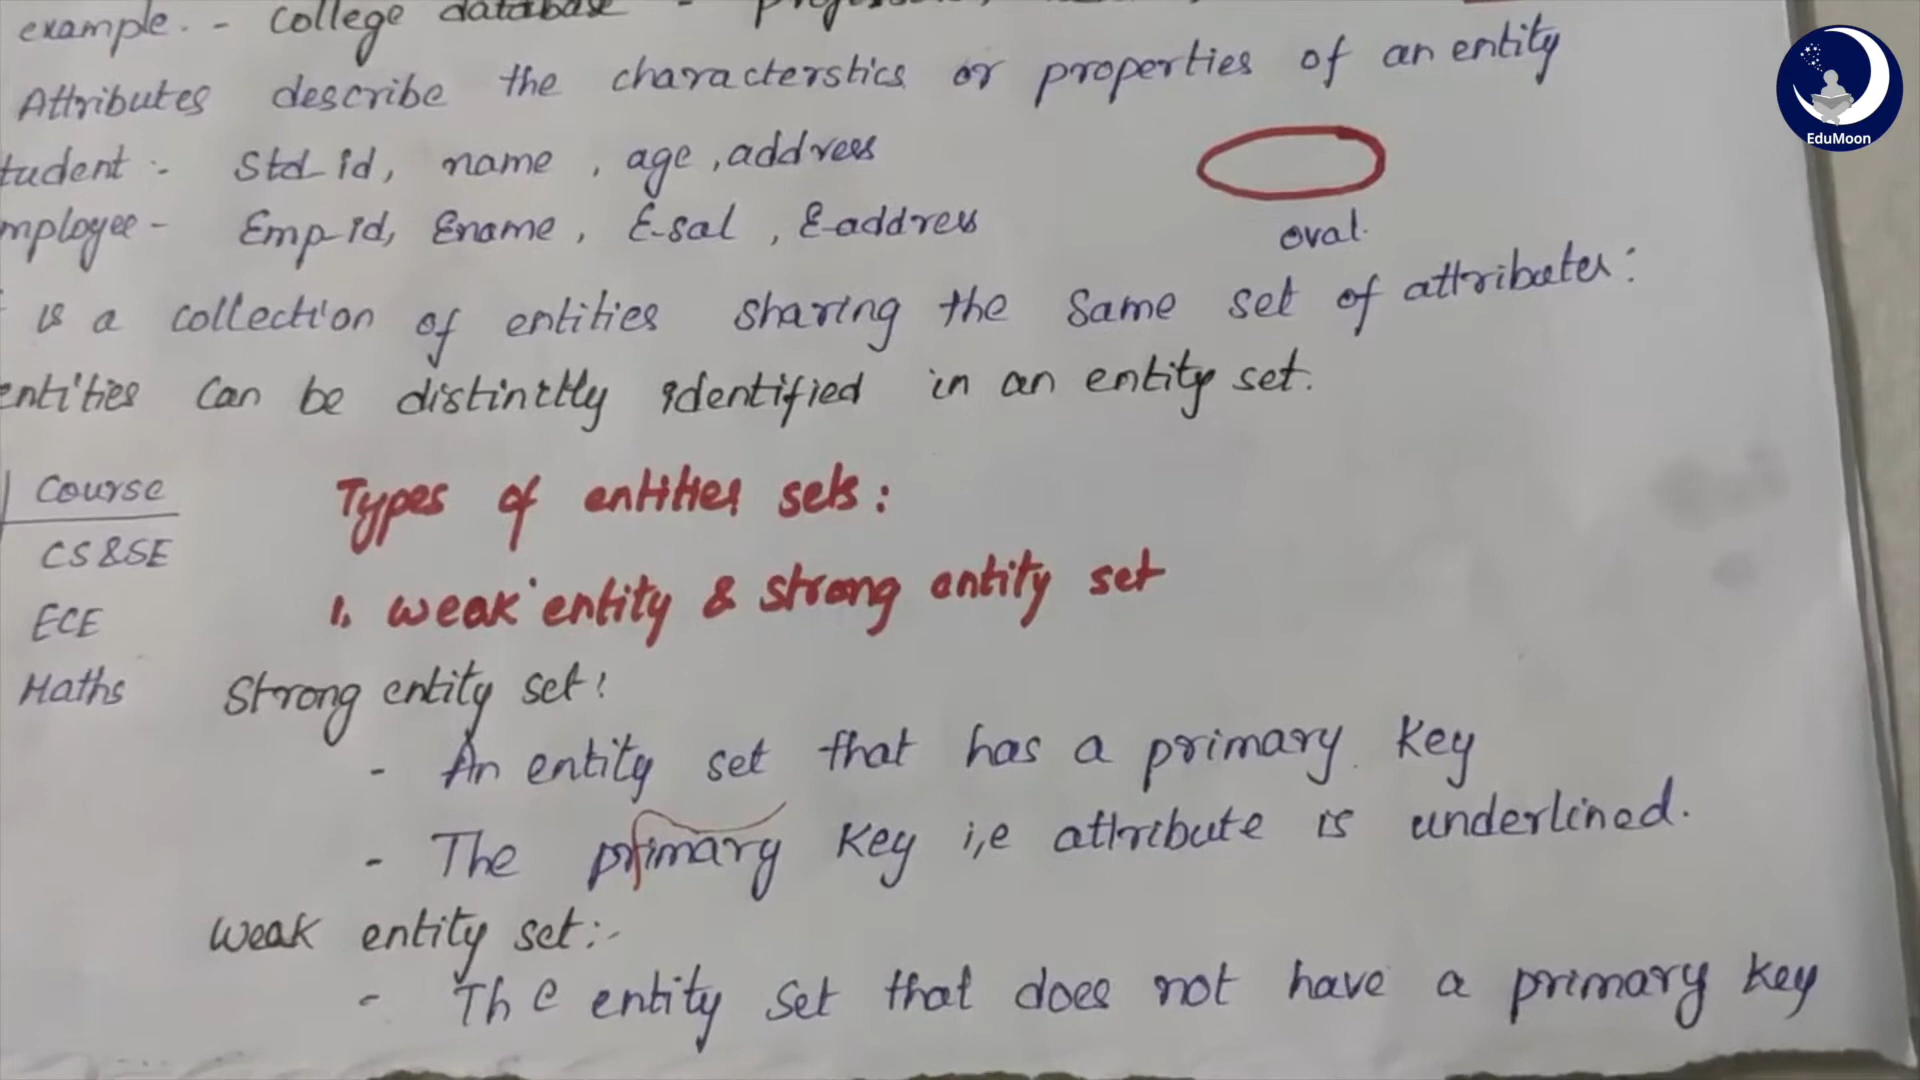 example. - College database -
Attributes describe the characterstics or properties of an entity
EduMoon
tudent :- Std_id, name, age, address
mployee - Emp_id, Ename, E-sal, E-address
oval.
is a collection of entities sharing the same set of attributes:
entities can be distinctly identified in an entity set.
Course
CS&SE
ECE
Maths
Types of entities sets:
1. weak entity & strong entity set
Strong entity set:
- An entity set that has a primary key
- The primary key i,e attribute is underlined.
weak entity set:-
- The entity set that does not have a primary key